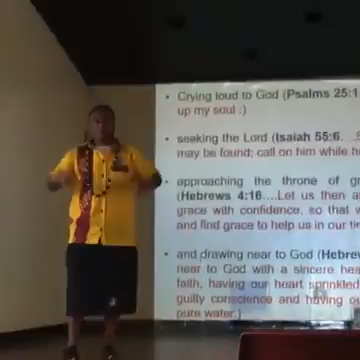 • Crying loud to God (Psalms 25:1
up my soul :)
• seeking the Lord (Isaiah 55:6
may be found; call on him while h
• approaching the throne of gr
(Hebrews 4:16....Let us then a
grace with confidence, so that w
and find grace to help us in our ti
• and drawing near to God (Hebrew
near to God with a sincere hea
faith, having our heart sprinkled
guilty conscience and having ou
pure water.)